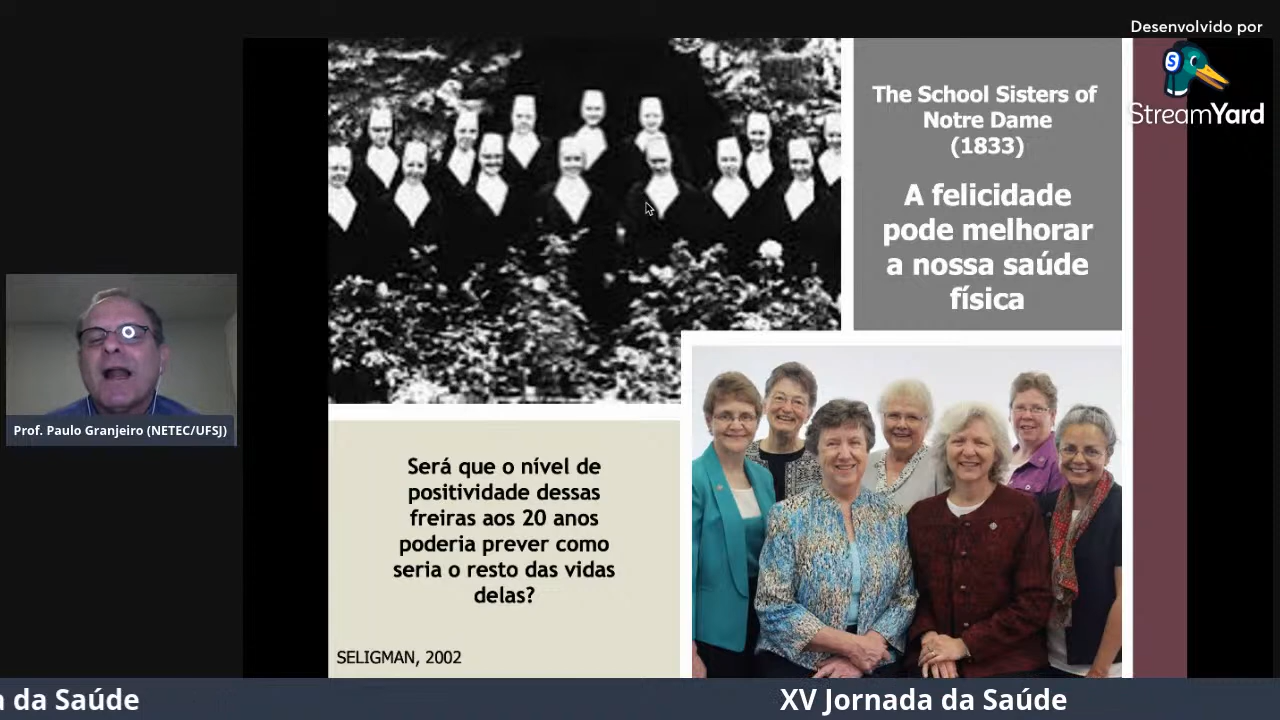 Desenvolvido por
S
StreamYard
The School Sisters of
Notre Dame
(1833)
A felicidade
pode melhorar
a nossa saúde
física
Prof. Paulo Granjeiro (NETEC/UFSJ)
Será que o nível de
positividade dessas
freiras aos 20 anos
poderia prever como
seria o resto das vidas
delas?
SELIGMAN, 2002
a da Saúde
XV Jornada da Saúde